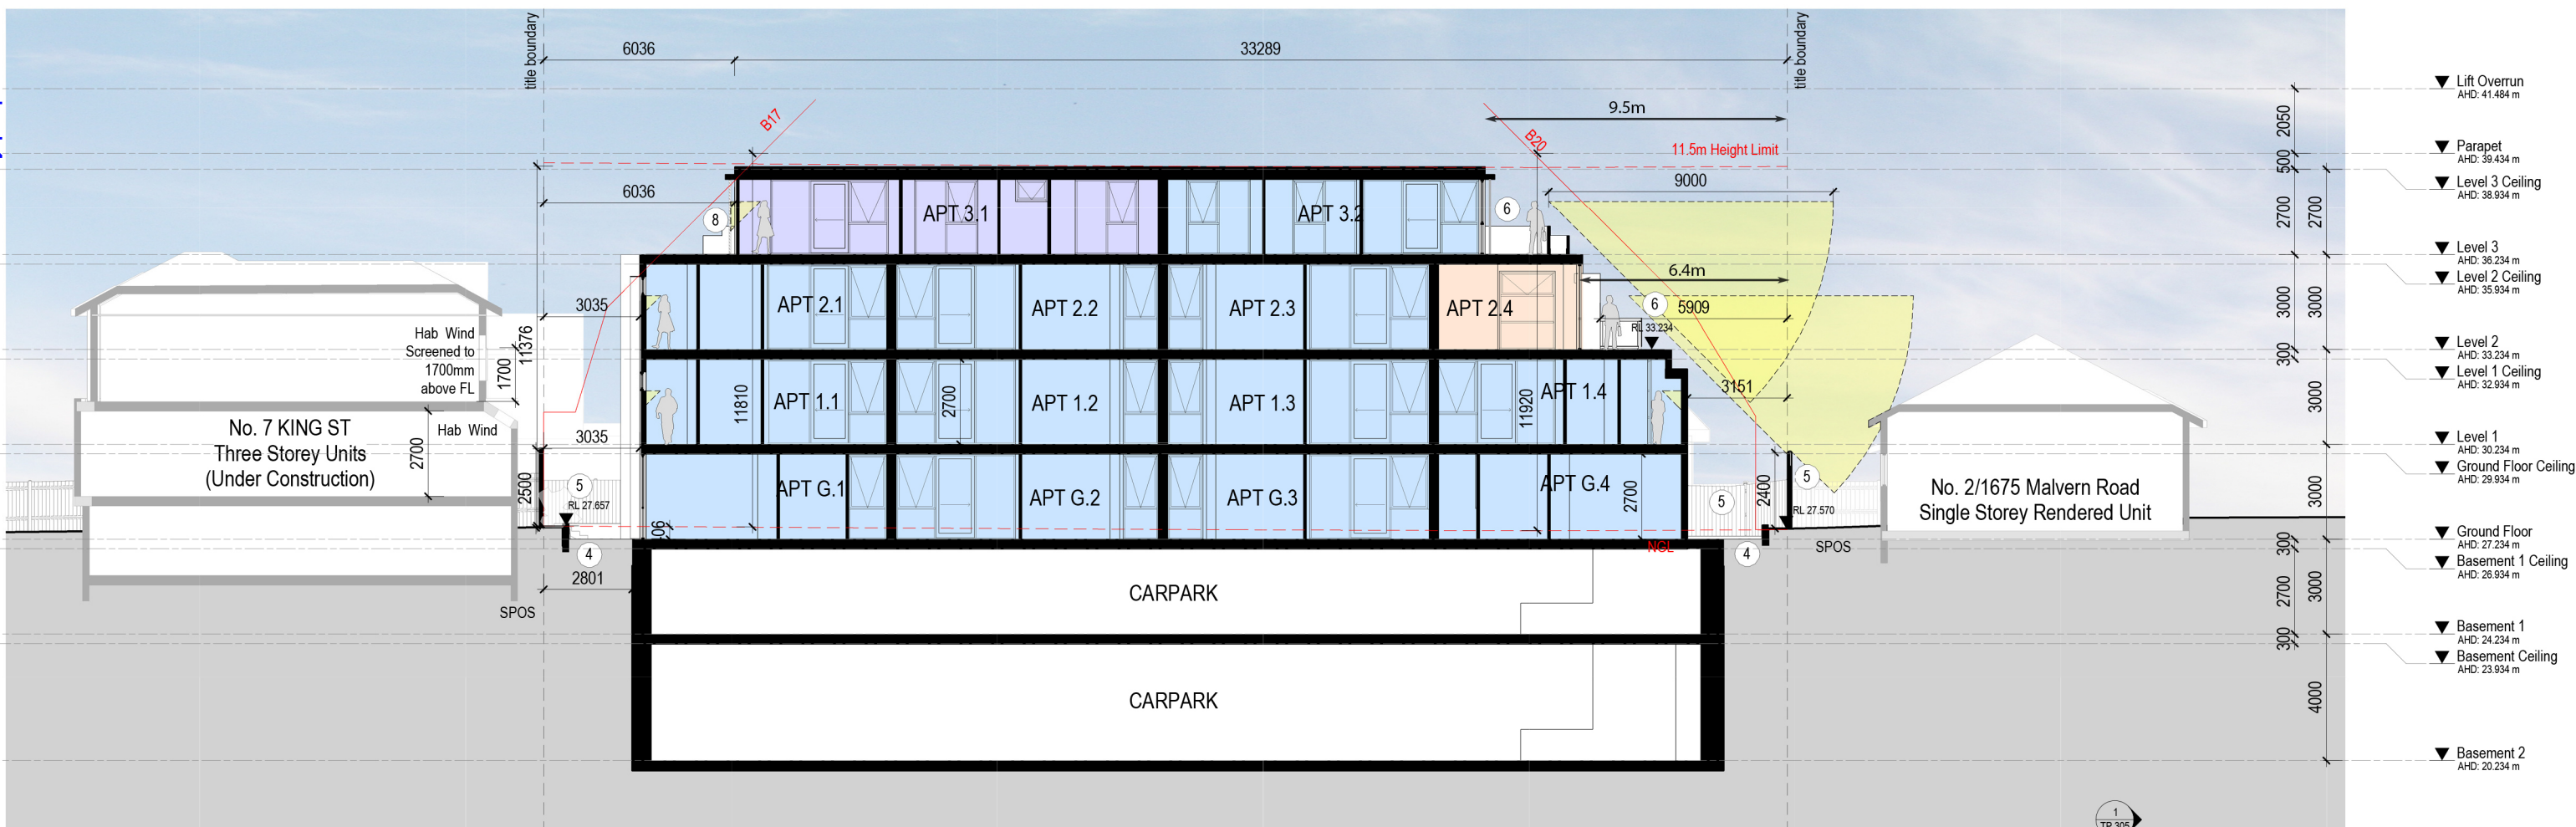 title boundary
title boundary
6036
33289
9.5m
B17
B20
11.5m Height Limit
9000
6036
8
APT 3.1
APT 3.2
6
6.4m
3035
APT 2.1
APT 2.2
APT 2.3
APT 2.4
6
5909
RL 33.234
11376
Hab Wind
Screened to
1700mm
above FL
1700
Hab Wind
No. 7 KING ST
Three Storey Units
(Under Construction)
2700
3035
11810
APT 1.1
2700
APT 1.2
APT 1.3
11920
APT 1.4
3151
2500
5
RL 27.657
406
APT G.1
APT G.2
APT G.3
APT G.4
2700
5
2400
5
RL 27.570
No. 2/1675 Malvern Road
Single Storey Rendered Unit
4
NGL
4
SPOS
2801
SPOS
CARPARK
CARPARK
2050
500
2700
2700
3000
3000
300
3000
3000
300
2700
3000
300
4000
Lift Overrun
AHD: 41.484 m
Parapet
AHD: 39.434 m
Level 3 Ceiling
AHD: 38.934 m
Level 3
AHD: 36.234 m
Level 2 Ceiling
AHD: 35.934 m
Level 2
AHD: 33.234 m
Level 1 Ceiling
AHD: 32.934 m
Level 1
AHD: 30.234 m
Ground Floor Ceiling
AHD: 29.934 m
Ground Floor
AHD: 27.234 m
Basement 1 Ceiling
AHD: 26.934 m
Basement 1
AHD: 24.234 m
Basement Ceiling
AHD: 23.934 m
Basement 2
AHD: 20.234 m
1
TP 305